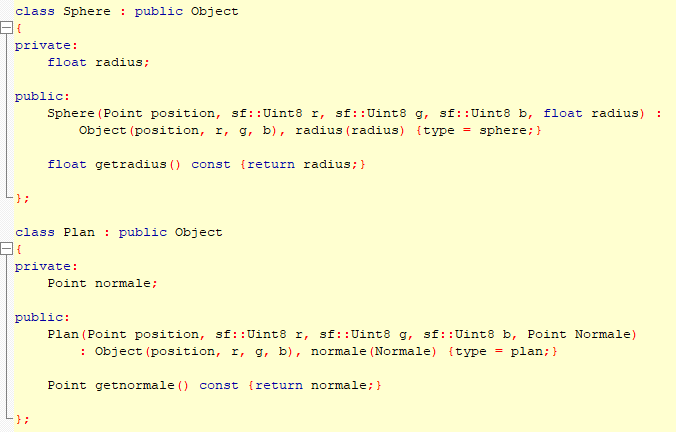 class Sphere : public Object
{
private:
    float radius;

public:
    Sphere(Point position, sf::Uint8 r, sf::Uint8 g, sf::Uint8 b, float radius) :
        Object(position, r, g, b), radius(radius) {type = sphere;}

    float getradius() const {return radius;}

};

class Plan : public Object
{
private:
    Point normale;

public:
    Plan(Point position, sf::Uint8 r, sf::Uint8 g, sf::Uint8 b, Point Normale)
        : Object(position, r, g, b), normale(Normale) {type = plan;}

    Point getnormale() const {return normale;}

};